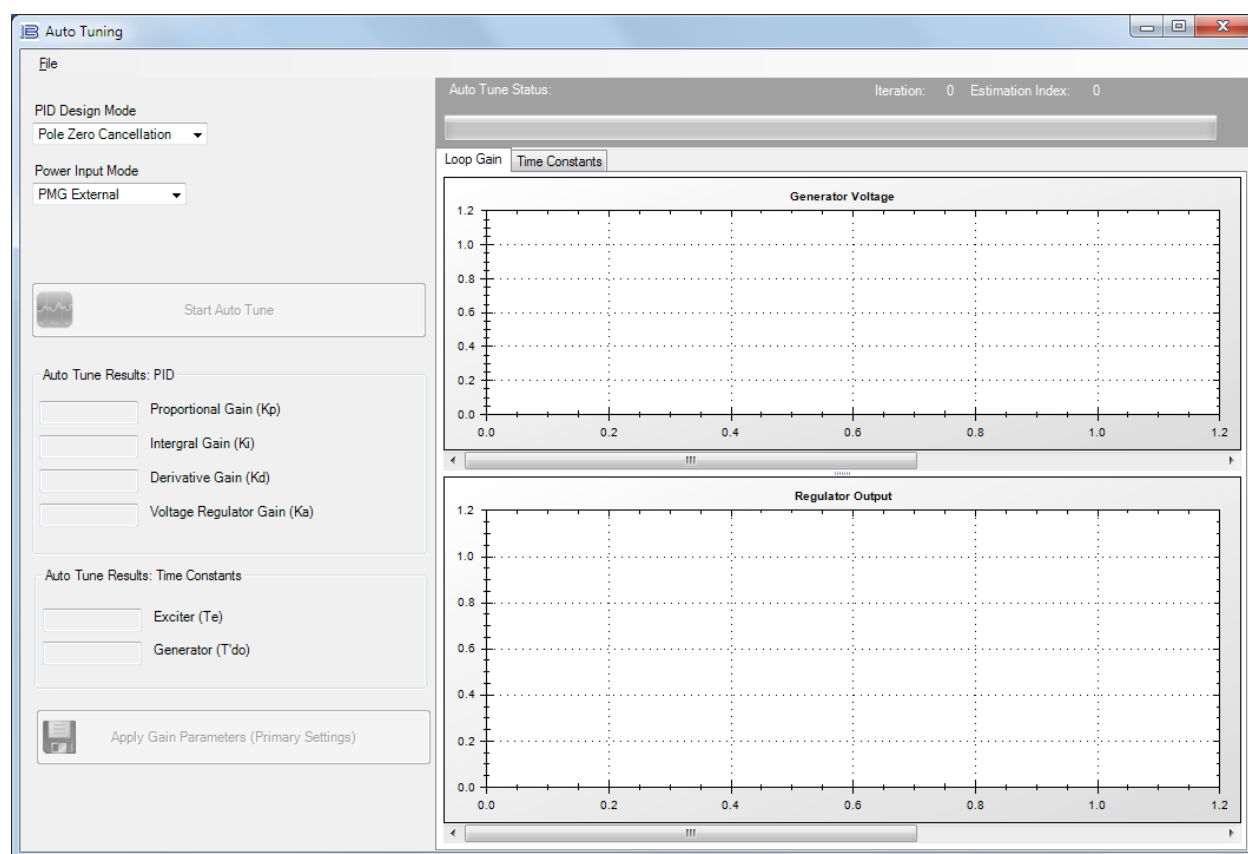 Auto Tuning
File
PID Design Mode
Pole Zero Cancellation
Power Input Mode
PMG External
Start Auto Tune
Auto Tune Results: PID
Proportional Gain (Kp)
Intergral Gain (Ki)
Derivative Gain (Kd)
Voltage Regulator Gain (Ka)
Auto Tune Results: Time Constants
Exciter (Te)
Generator (T'do)
Apply Gain Parameters (Primary Settings)
Auto Tune Status: Iteration: 0 Estimation Index: 0
Loop Gain Time Constants
Generator Voltage
1.2
1.0
0.8
0.6
0.4
0.2
0.0
0.0 0.2 0.4 0.6 0.8 1.0 1.2
Regulator Output
1.2
1.0
0.8
0.6
0.4
0.2
0.0
0.0 0.2 0.4 0.6 0.8 1.0 1.2